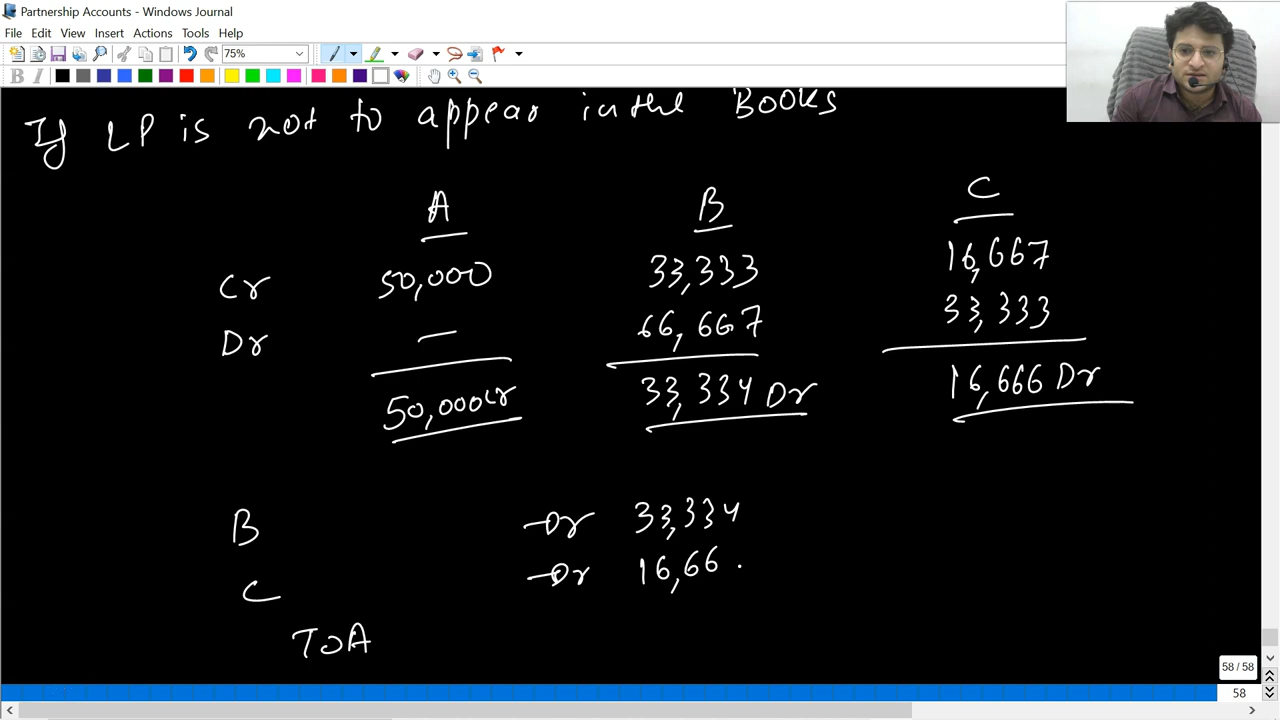 Partnership Accounts - Windows Journal
File Edit View Insert Actions Tools Help
75%
B I
If LP is not to appear in the Books
A B C
Cr 50,000 33,333 16,667
Dr — 66,667 33,333
50,000 Cr 33,334 Dr 16,666 Dr
B —Dr 33,334
C —Dr 16,66
To A
58 / 58
58